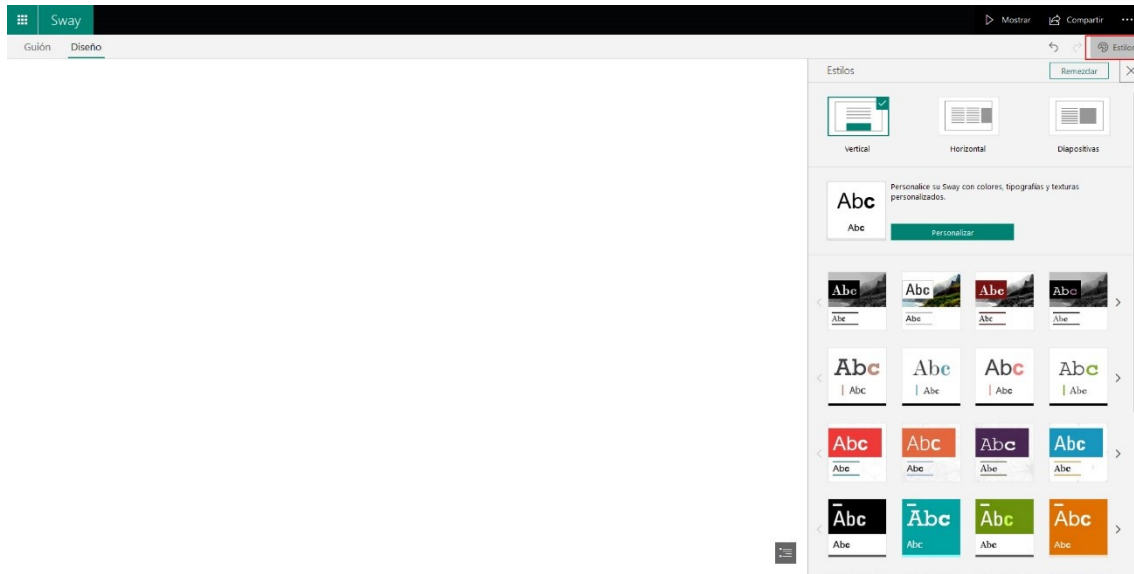 Sway
Mostrar
Compartir
Guión
Diseño
Estilos
Estilos
Remezclar
Vertical
Horizontal
Diapositivas
Abc
Abc
Personalice su Sway con colores, tipografías y texturas
personalizados.
Personalizar
Abc Abc Abc Abc
Abc Abc Abc Abc
Abc Abc Abc Abc
Abc Abc Abc Abc
Abc Abc Abc Abc
Abc Abc Abc Abc
Abc Abc Abc Abc
Abc Abc Abc Abc